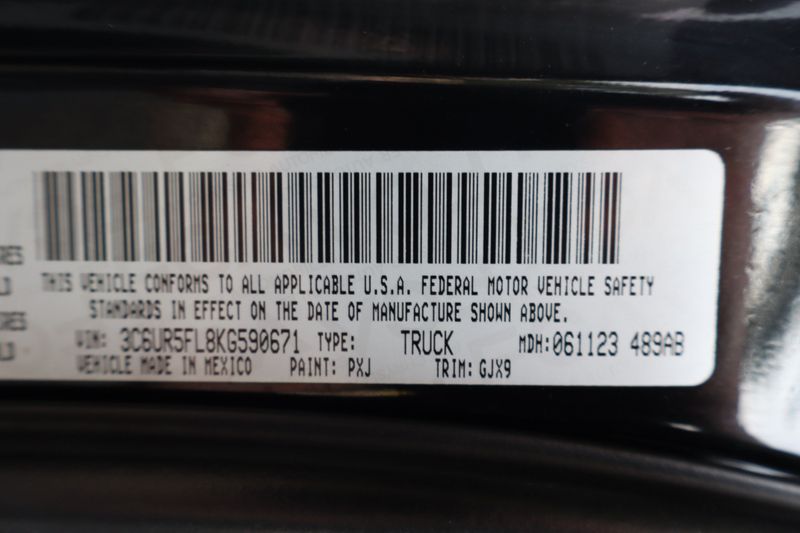 THIS VEHICLE CONFORMS TO ALL APPLICABLE U.S.A. FEDERAL MOTOR VEHICLE SAFETY
STANDARDS IN EFFECT ON THE DATE OF MANUFACTURE SHOWN ABOVE.
VIN: 3C6UR5FL8KG590671 TYPE: TRUCK MDH:061123 489AB
VEHICLE MADE IN MEXICO PAINT: PXJ TRIM:GJX9